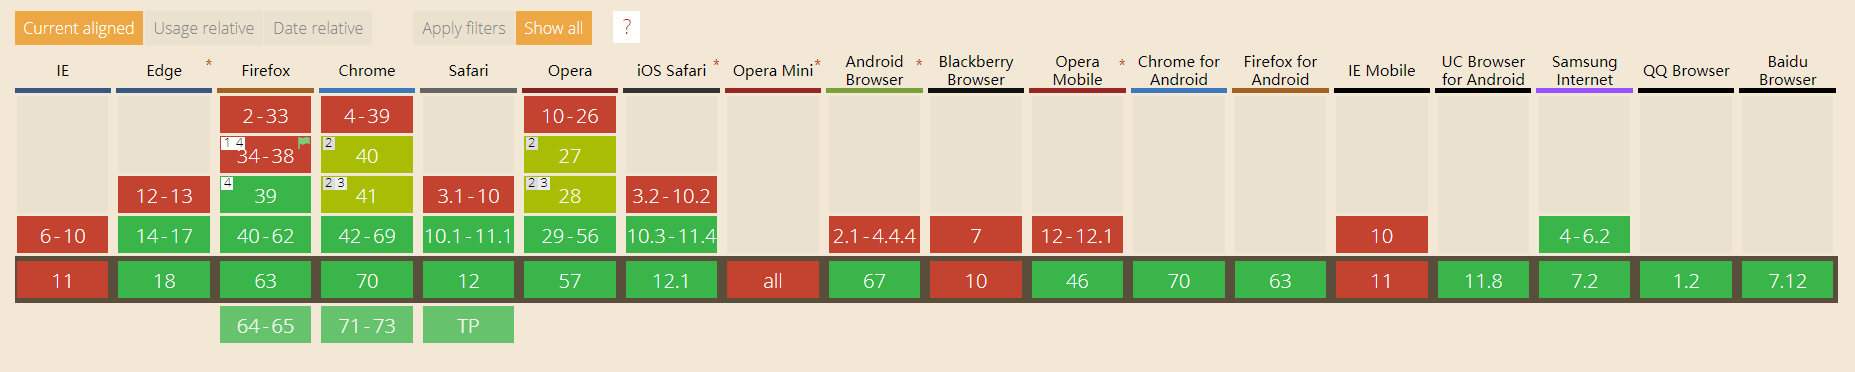 Current aligned Usage relative Date relative Apply filters Show all ?
IE Edge * Firefox Chrome Safari Opera iOS Safari * Opera Mini * Android Browser * Blackberry Browser Opera Mobile * Chrome for Android Firefox for Android IE Mobile UC Browser for Android Samsung Internet QQ Browser Baidu Browser
2-33 4-39 10-26
1 4 34-38 2 40 2 27
12-13 4 39 2 3 41 3.1-10 2 3 28 3.2-10.2
6-10 14-17 40-62 42-69 10.1-11.1 29-56 10.3-11.4 2.1-4.4.4 7 12-12.1 10 4-6.2
11 18 63 70 12 57 12.1 all 67 10 46 70 63 11 11.8 7.2 1.2 7.12
64-65 71-73 TP